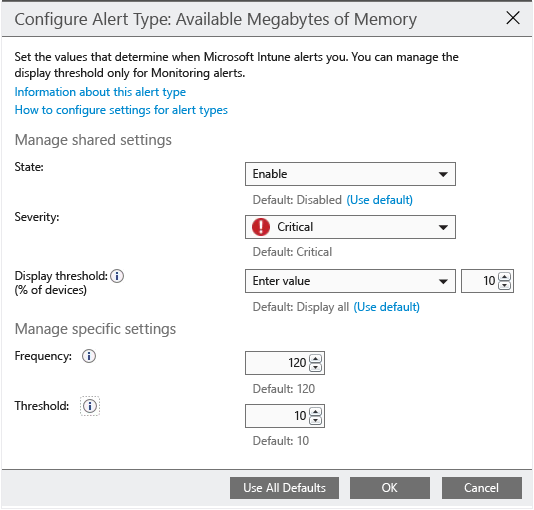 Configure Alert Type: Available Megabytes of Memory
Set the values that determine when Microsoft Intune alerts you. You can manage the
display threshold only for Monitoring alerts.
Information about this alert type
How to configure settings for alert types
Manage shared settings
State:
Enable
Default: Disabled (Use default)
Severity:
Critical
Default: Critical
Display threshold:
(% of devices)
Enter value
10
Default: Display all (Use default)
Manage specific settings
Frequency:
120
Default: 120
Threshold:
10
Default: 10
Use All Defaults
OK
Cancel